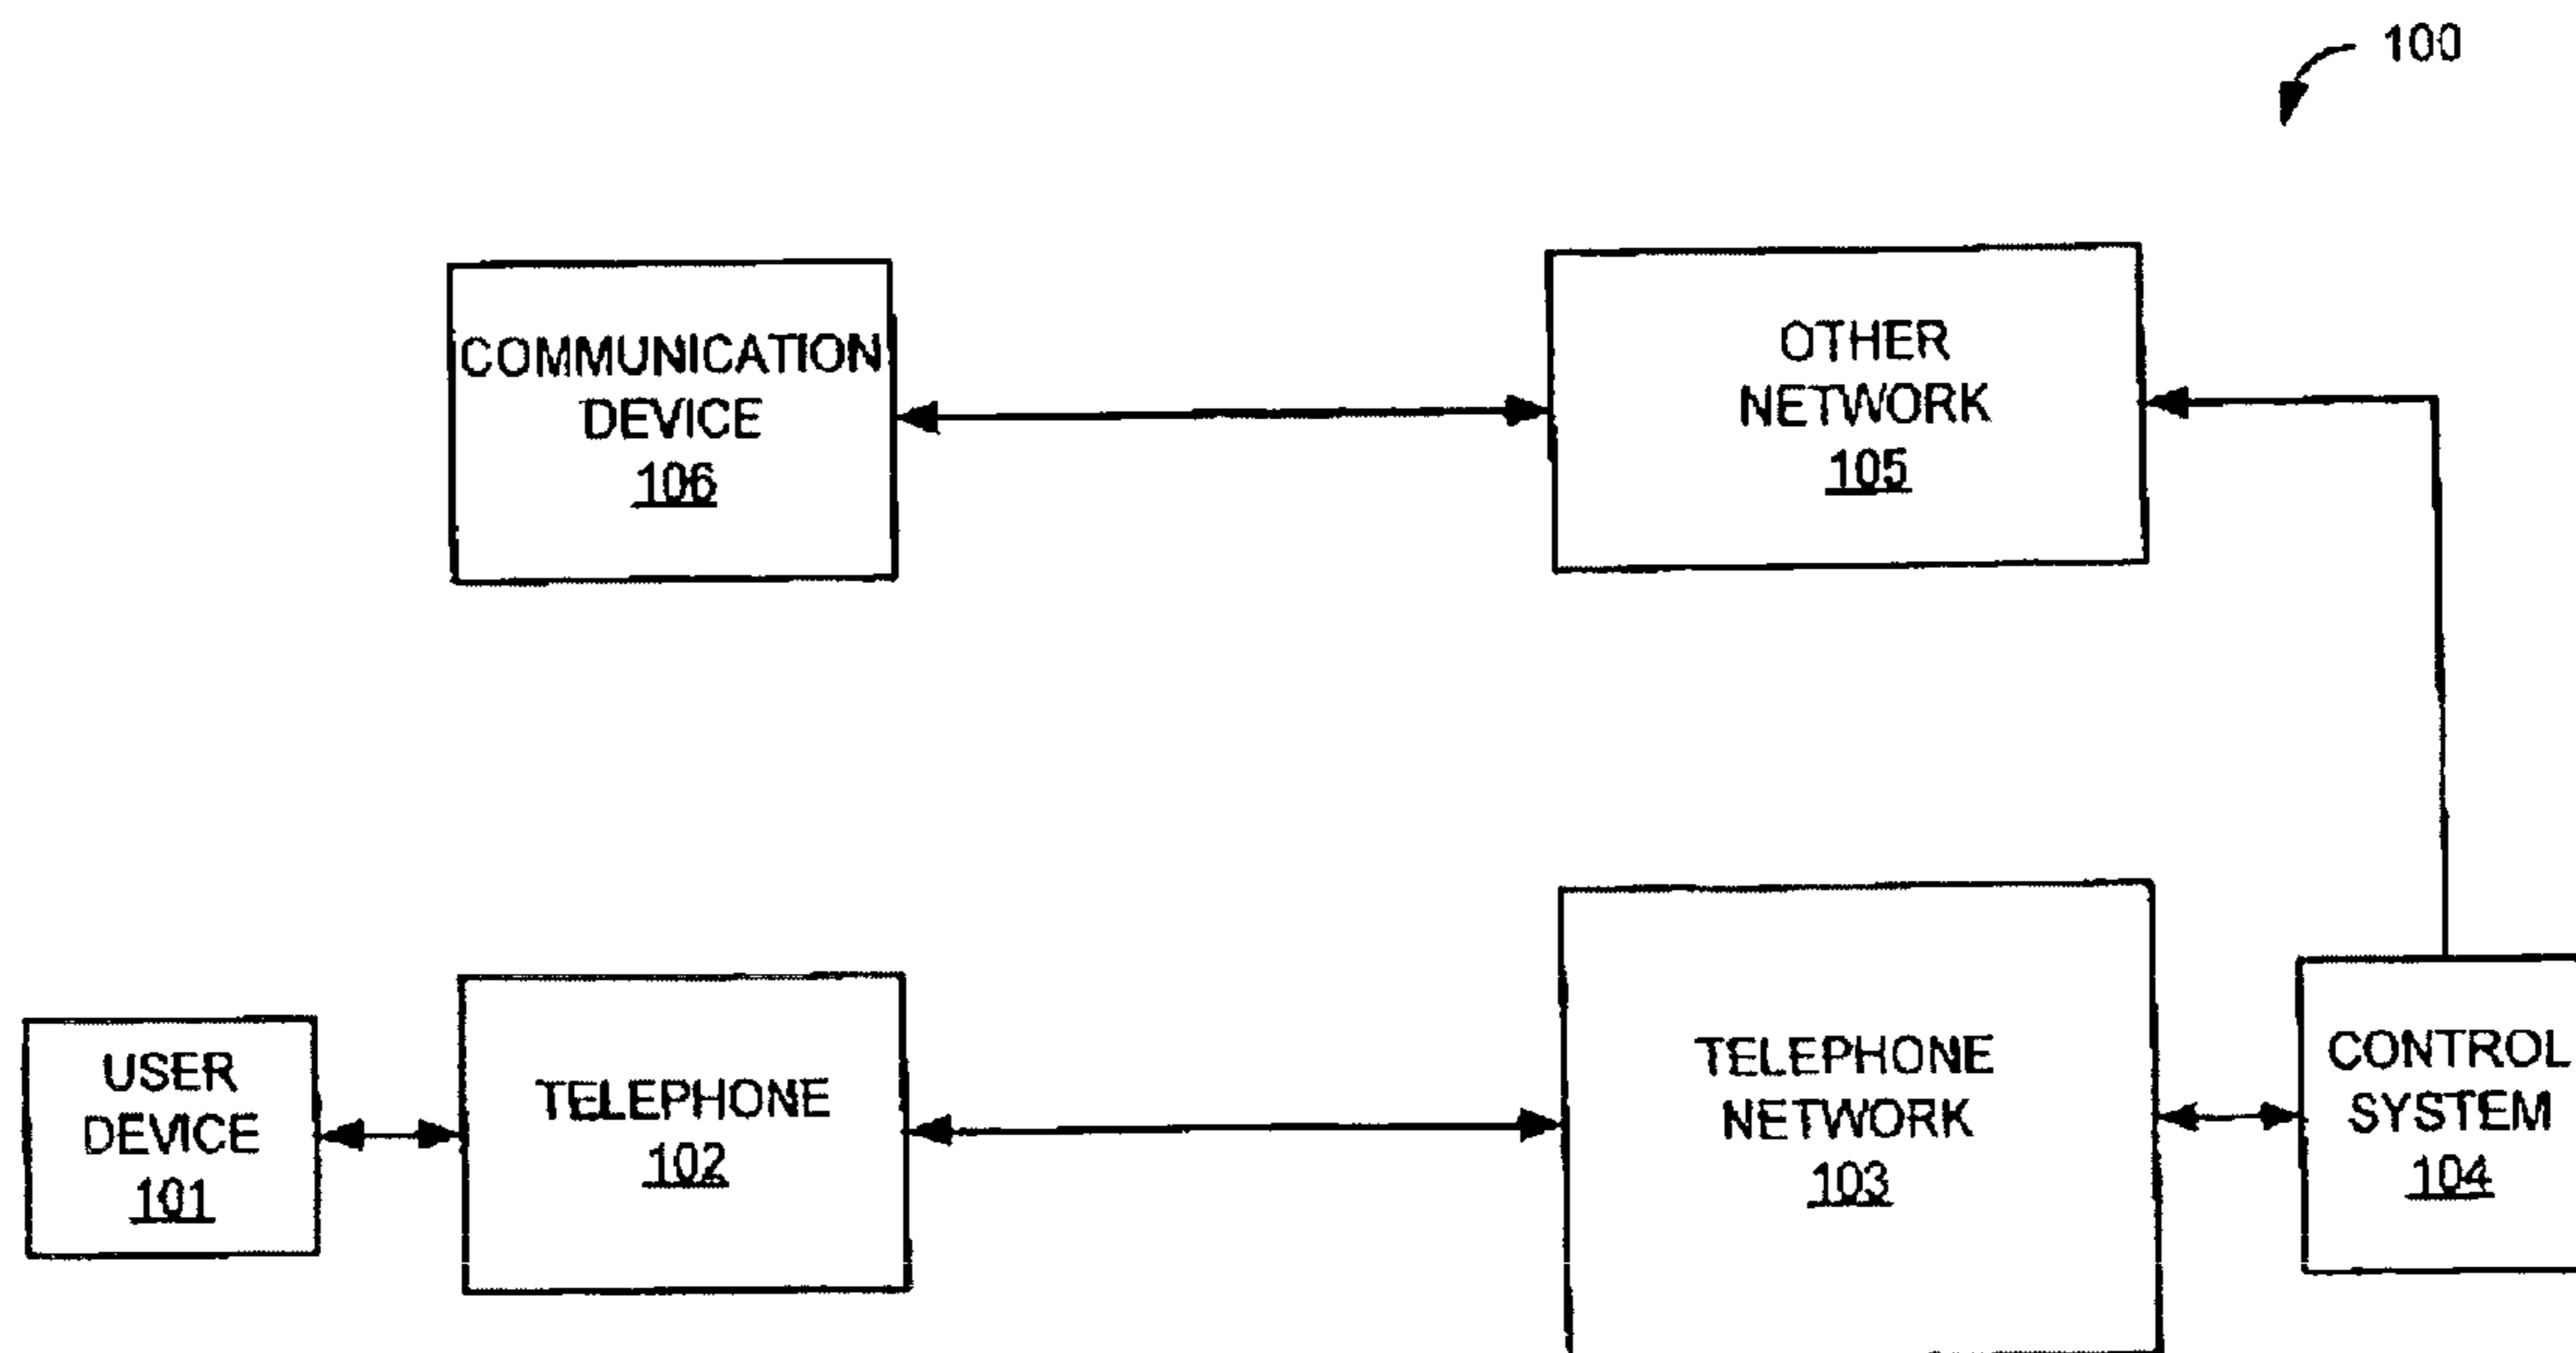 100
COMMUNICATION
DEVICE
106
OTHER
NETWORK
105
USER
DEVICE
101
TELEPHONE
102
TELEPHONE
NETWORK
103
CONTROL
SYSTEM
104